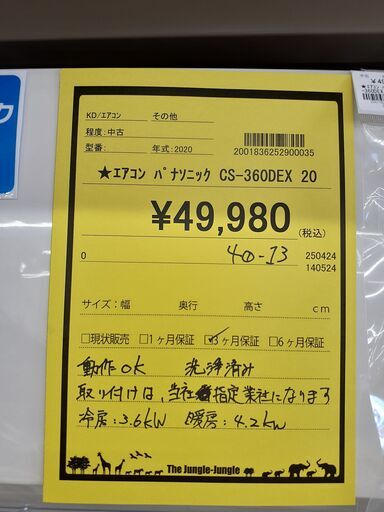 KD/エアコン その他
程度:中古
型番: 年式:2020
2001836252900035
★エアコン パナソニック CS-360DEX 20
¥49,980(税込)
0 40-13 250424
140524
サイズ:幅 奥行 高さ cm
□現状販売 □1ヶ月保証 ☑3ヶ月保証 □6ヶ月保証
動作OK 洗浄済み
取り付けは、当社指定業社になります
冷房:3.6kW 暖房:4.2kW
The Jungle-Jungle